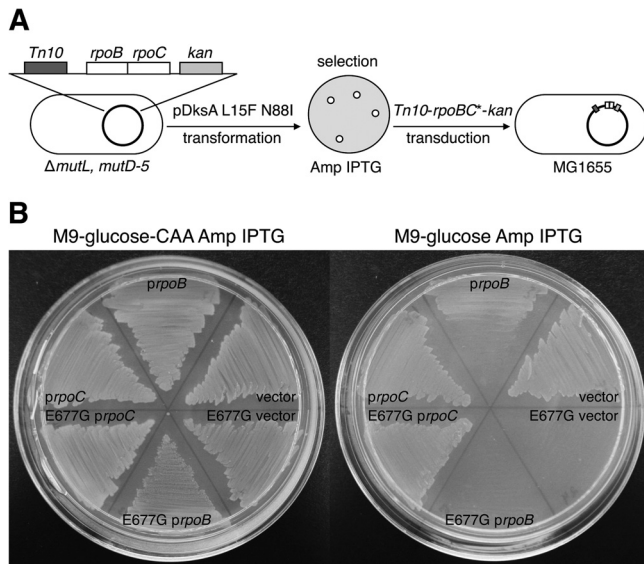 A
Tn10 rpoB rpoC kan
selection
pDksA L15F N88I
transformation
Tn10-rpoBC*-kan
transduction
ΔmutL, mutD-5
Amp IPTG
MG1655
B
M9-glucose-CAA Amp IPTG
M9-glucose Amp IPTG
prpoB
prpoC
vector
E677G prpoC
E677G vector
E677G prpoB
prpoB
prpoC
vector
E677G prpoC
E677G vector
E677G prpoB